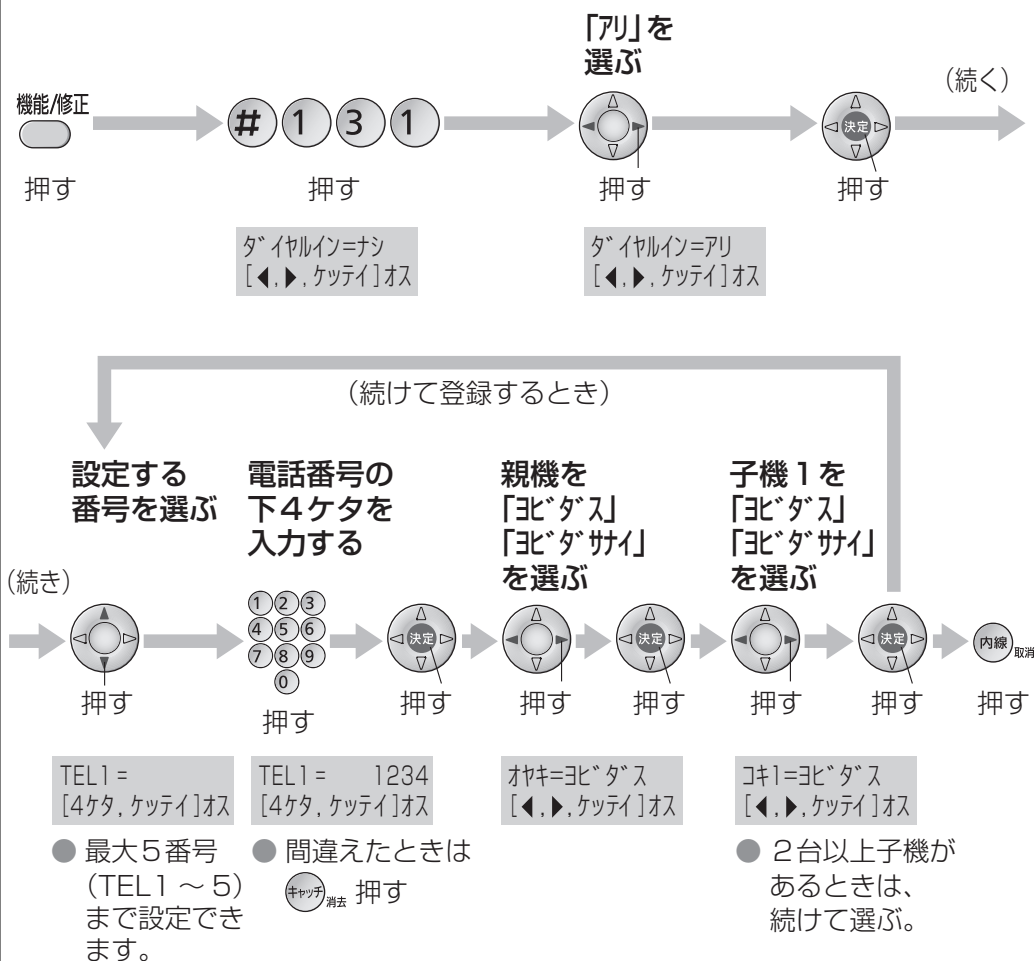 「ｱﾘ」を
選ぶ
(続く)
機能/修正
# 1 3 1
決定
押す
押す
押す
押す
ﾀﾞｲﾔﾙｲﾝ=ﾅｼ
[◀,▶,ｹｯﾃｲ]ｵｽ
ﾀﾞｲﾔﾙｲﾝ=ｱﾘ
[◀,▶,ｹｯﾃｲ]ｵｽ
(続けて登録するとき)
設定する
番号を選ぶ
電話番号の
下4ケタを
入力する
親機を
「ﾖﾋﾞﾀﾞｽ」
「ﾖﾋﾞﾀﾞｻﾅｲ」
を選ぶ
子機1を
「ﾖﾋﾞﾀﾞｽ」
「ﾖﾋﾞﾀﾞｻﾅｲ」
を選ぶ
(続き)
1 2 3
4 5 6
7 8 9
0
決定
決定
決定
内線 取消
押す
押す
押す
押す
押す
押す
押す
押す
TEL1=
[4ｹﾀ,ｹｯﾃｲ]ｵｽ
TEL1= 1234
[4ｹﾀ,ｹｯﾃｲ]ｵｽ
ｵﾔｷ=ﾖﾋﾞﾀﾞｽ
[◀,▶,ｹｯﾃｲ]ｵｽ
ｺｷ1=ﾖﾋﾞﾀﾞｽ
[◀,▶,ｹｯﾃｲ]ｵｽ
● 最大5番号
(TEL1～5)
まで設定でき
ます。
● 間違えたときは
キャッチ 消去 押す
● 2台以上子機が
あるときは、
続けて選ぶ。